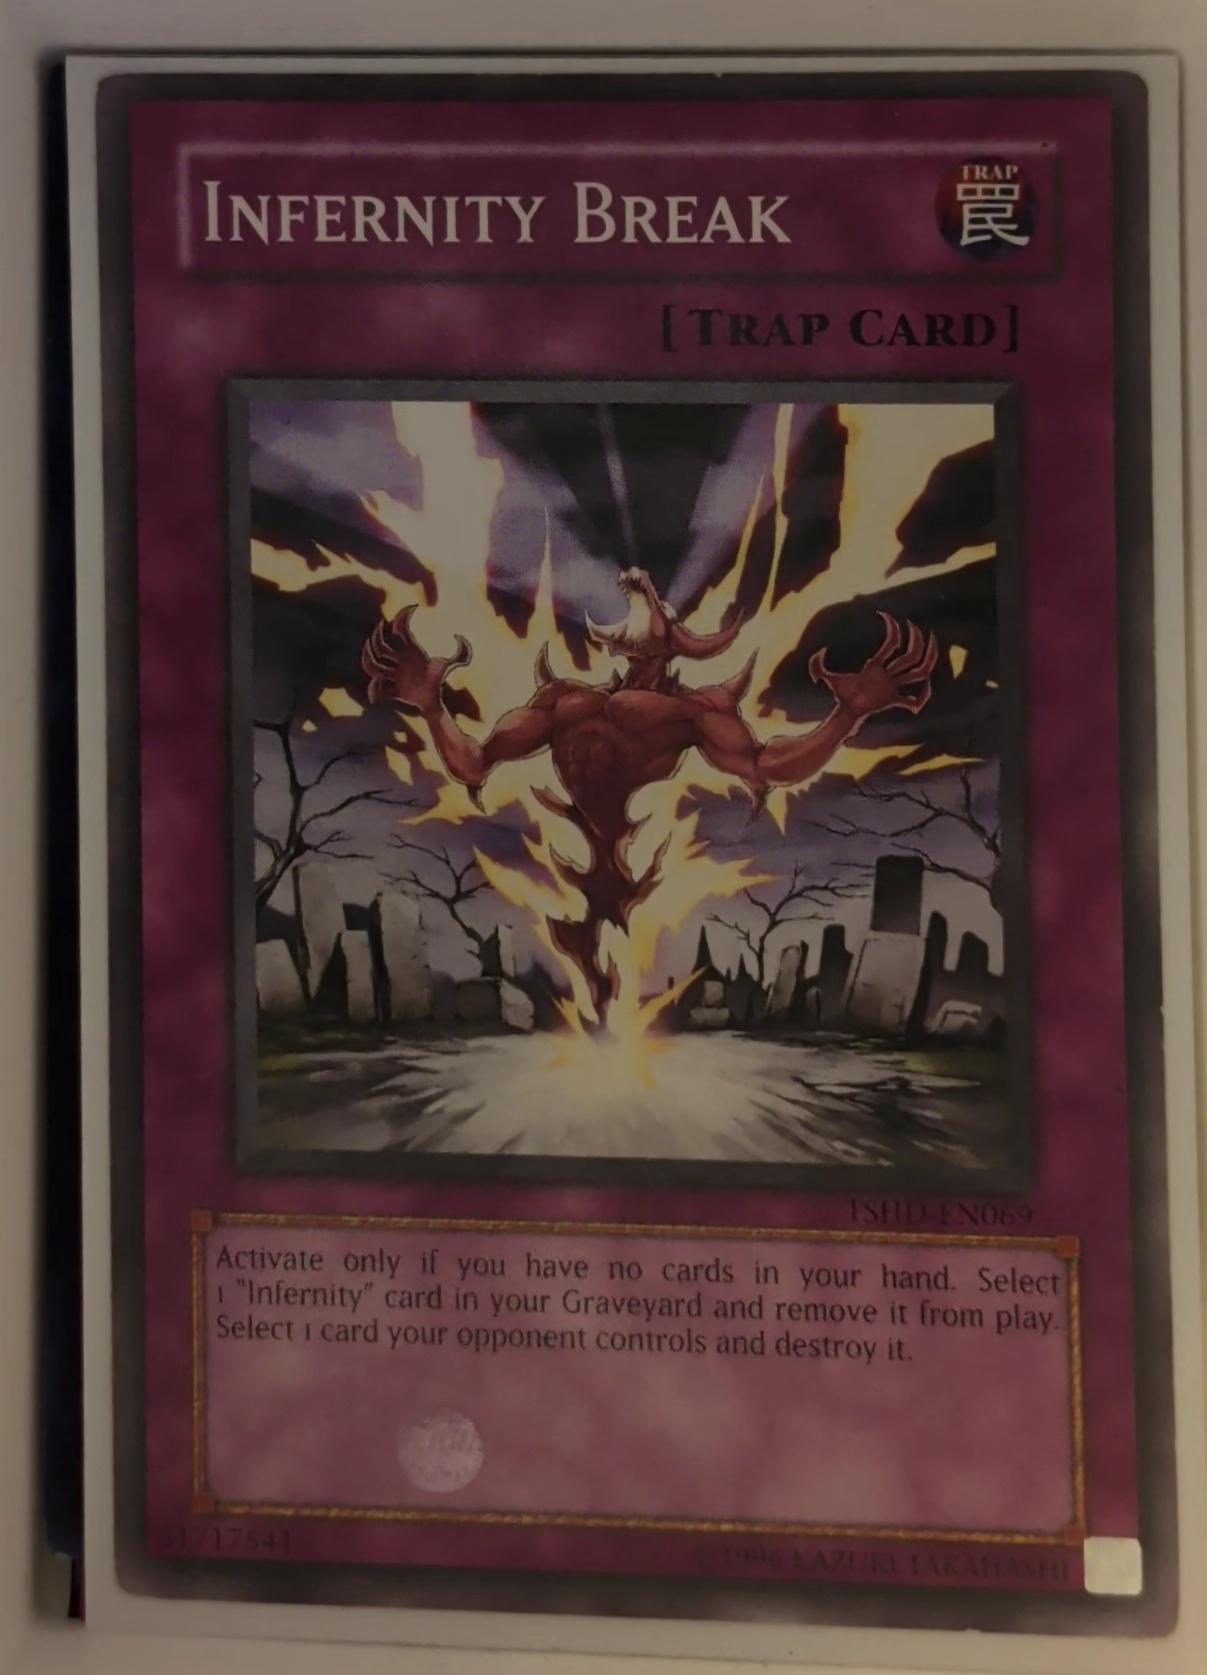 INFERNITY BREAK
TRAP
罠
[TRAP CARD]
TSHD-EN069
Activate only if you have no cards in your hand. Select
1 "Infernity" card in your Graveyard and remove it from play.
Select 1 card your opponent controls and destroy it.
©1996 KAZUKI TAKAHASHI